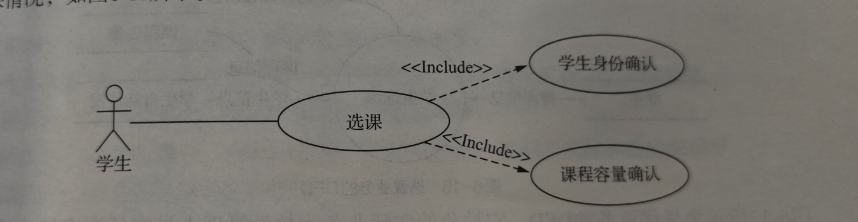 <<Include>>
学生身份确认
选课
学生
<<Include>>
课程容量确认